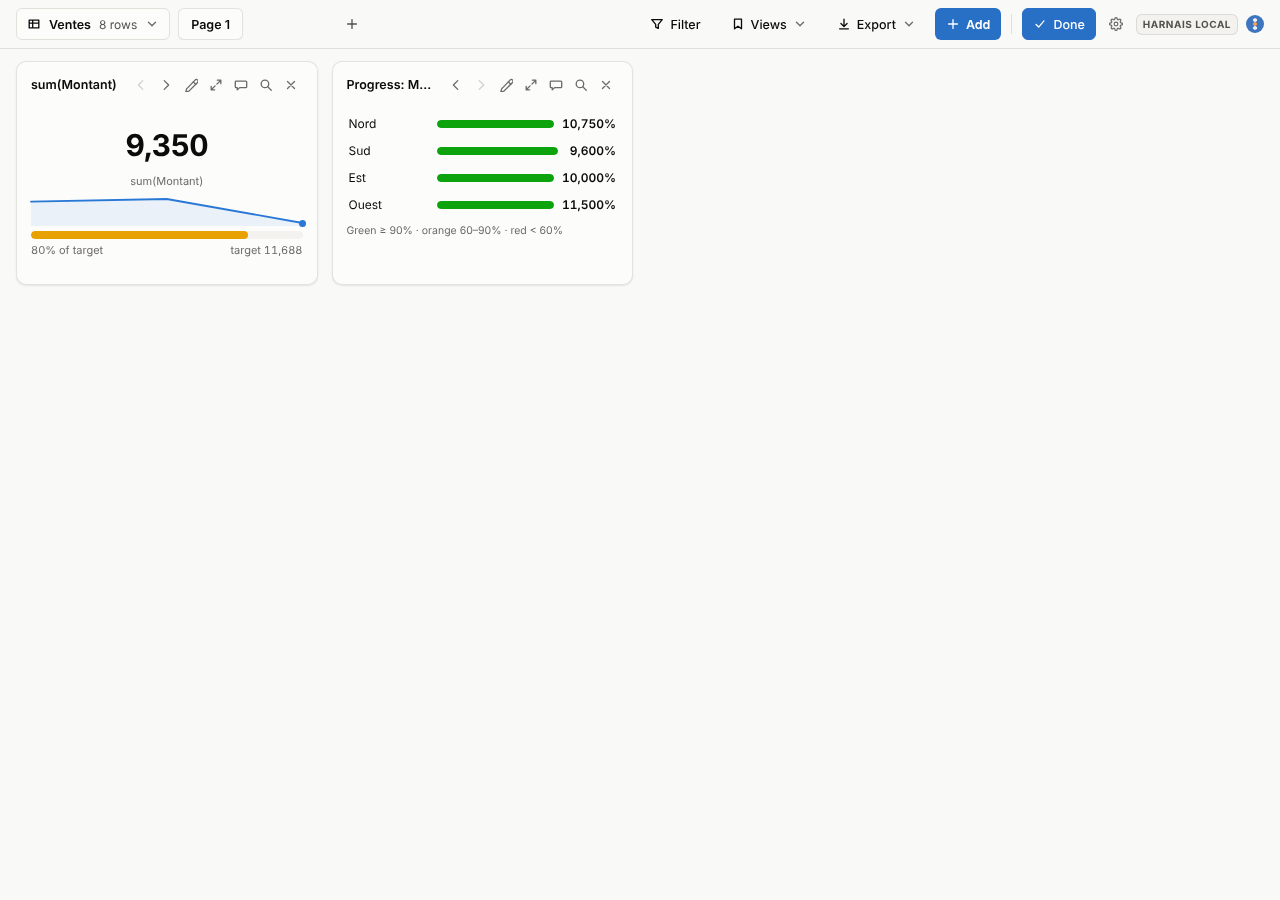 Ventes 8 rows
Page 1
Filter
Views
Export
Add
Done
HARNAIS LOCAL
sum(Montant)
9,350
sum(Montant)
80% of target
target 11,688
Progress: M...
Nord 10,750%
Sud 9,600%
Est 10,000%
Ouest 11,500%
Green ≥ 90% · orange 60–90% · red < 60%